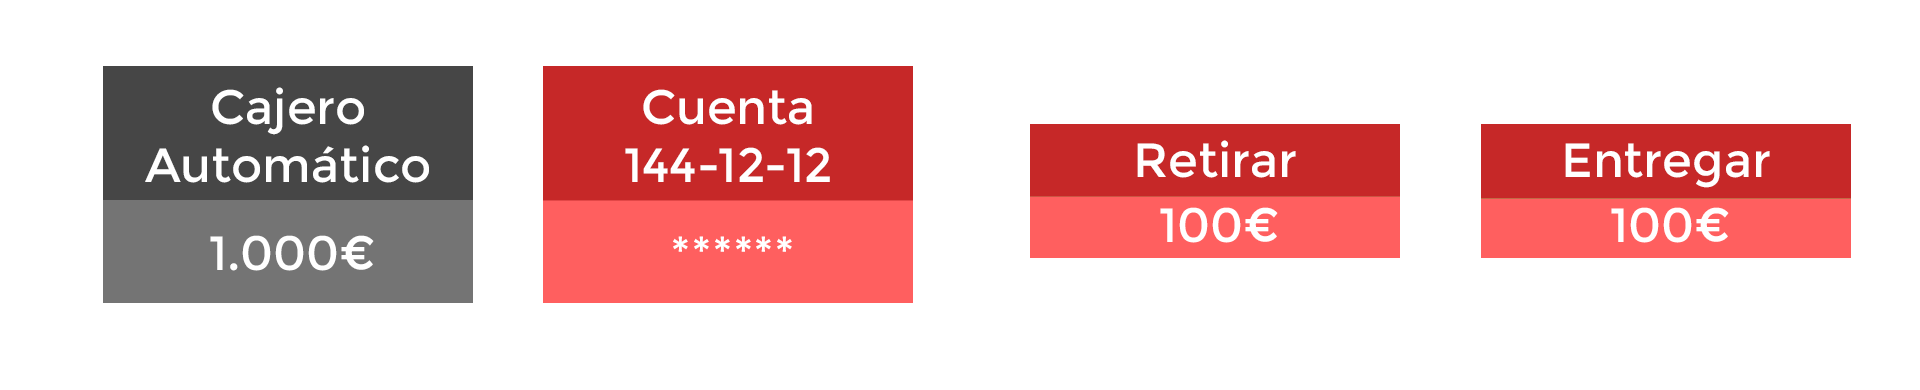 Cajero
Automático
1.000€
Cuenta
144-12-12
******
Retirar
100€
Entregar
100€